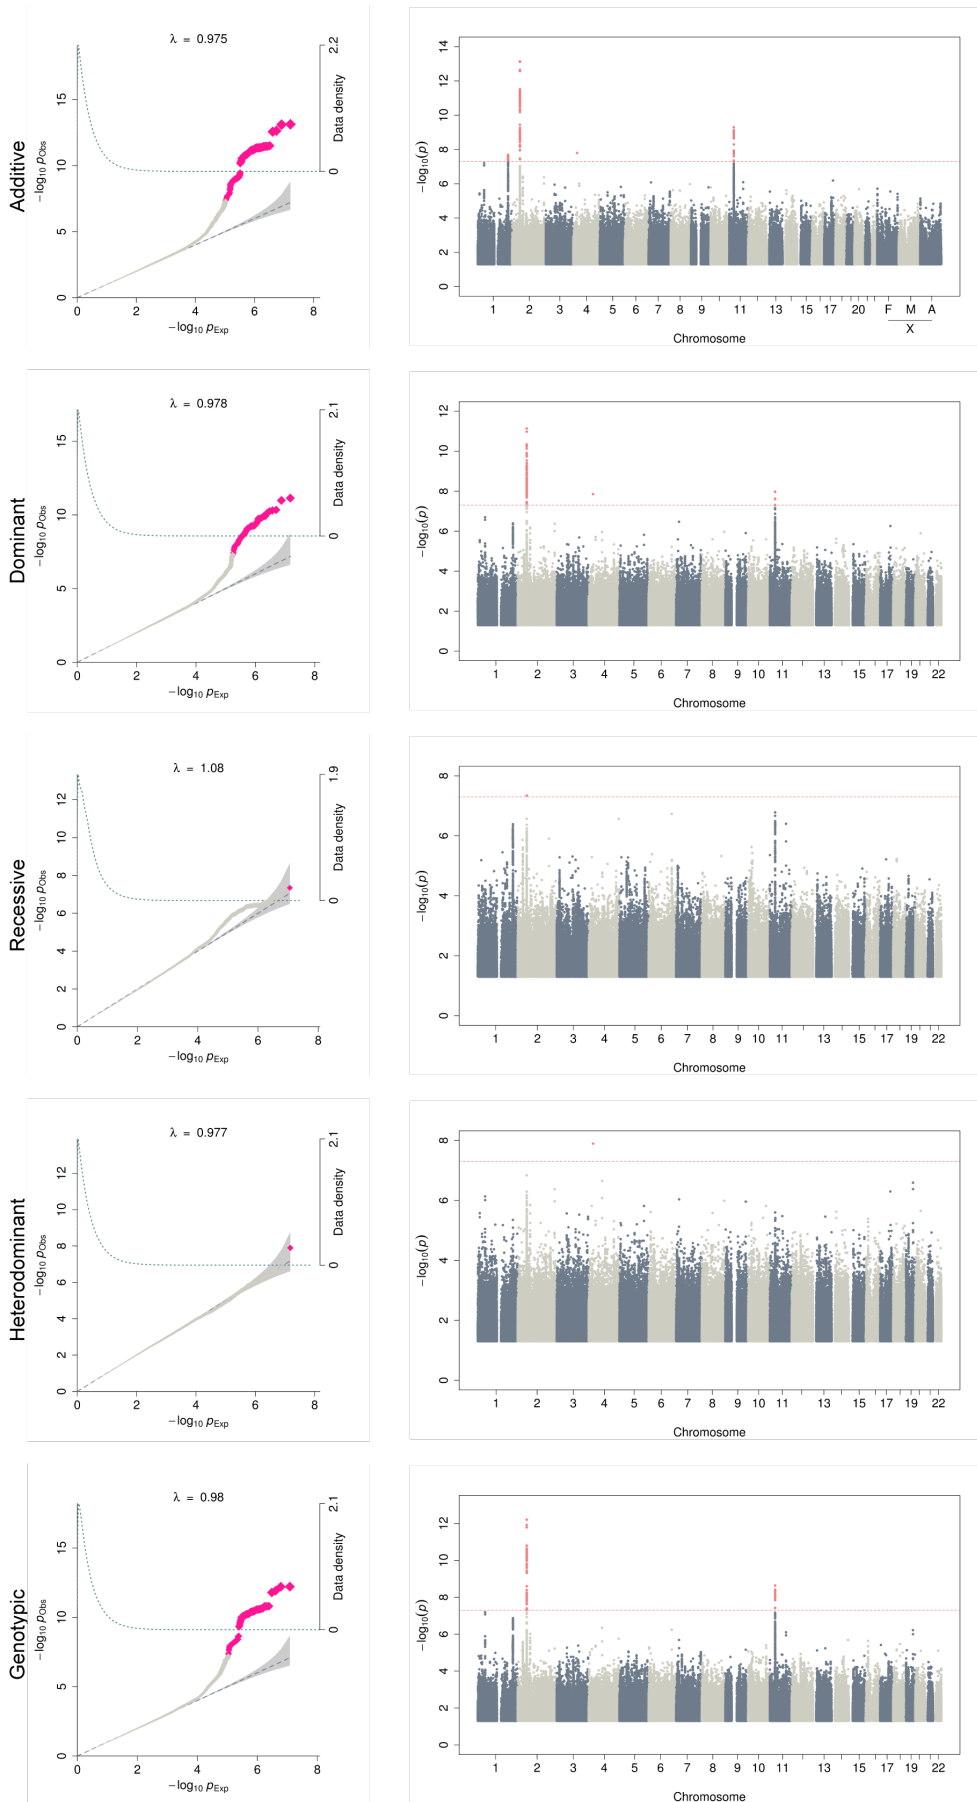 Additive
λ = 0.975
−log10 pObs
0 5 10 15
−log10 pExp
0 2 4 6 8
Data density
0 2.2
−log10(p)
0 2 4 6 8 10 12 14
1 2 3 4 5 6 7 8 9 11 13 15 17 20 F M A
X
Chromosome
Dominant
λ = 0.978
−log10 pObs
0 5 10 15
−log10 pExp
0 2 4 6 8
Data density
0 2.1
−log10(p)
0 2 4 6 8 10 12
1 2 3 4 5 6 7 8 9 10 11 13 15 17 19 22
Chromosome
Recessive
λ = 1.08
−log10 pObs
0 2 4 6 8 10 12
−log10 pExp
0 2 4 6 8
Data density
0 1.9
−log10(p)
0 2 4 6 8
1 2 3 4 5 6 7 8 9 10 11 13 15 17 19 22
Chromosome
Heterodominant
λ = 0.977
−log10 pObs
0 2 4 6 8 10 12
−log10 pExp
0 2 4 6 8
Data density
0 2.1
−log10(p)
0 2 4 6 8
1 2 3 4 5 6 7 8 9 10 11 13 15 17 19 22
Chromosome
Genotypic
λ = 0.98
−log10 pObs
0 5 10 15
−log10 pExp
0 2 4 6 8
Data density
0 2.1
−log10(p)
0 2 4 6 8 10 12
1 2 3 4 5 6 7 8 9 10 11 13 15 17 19 22
Chromosome